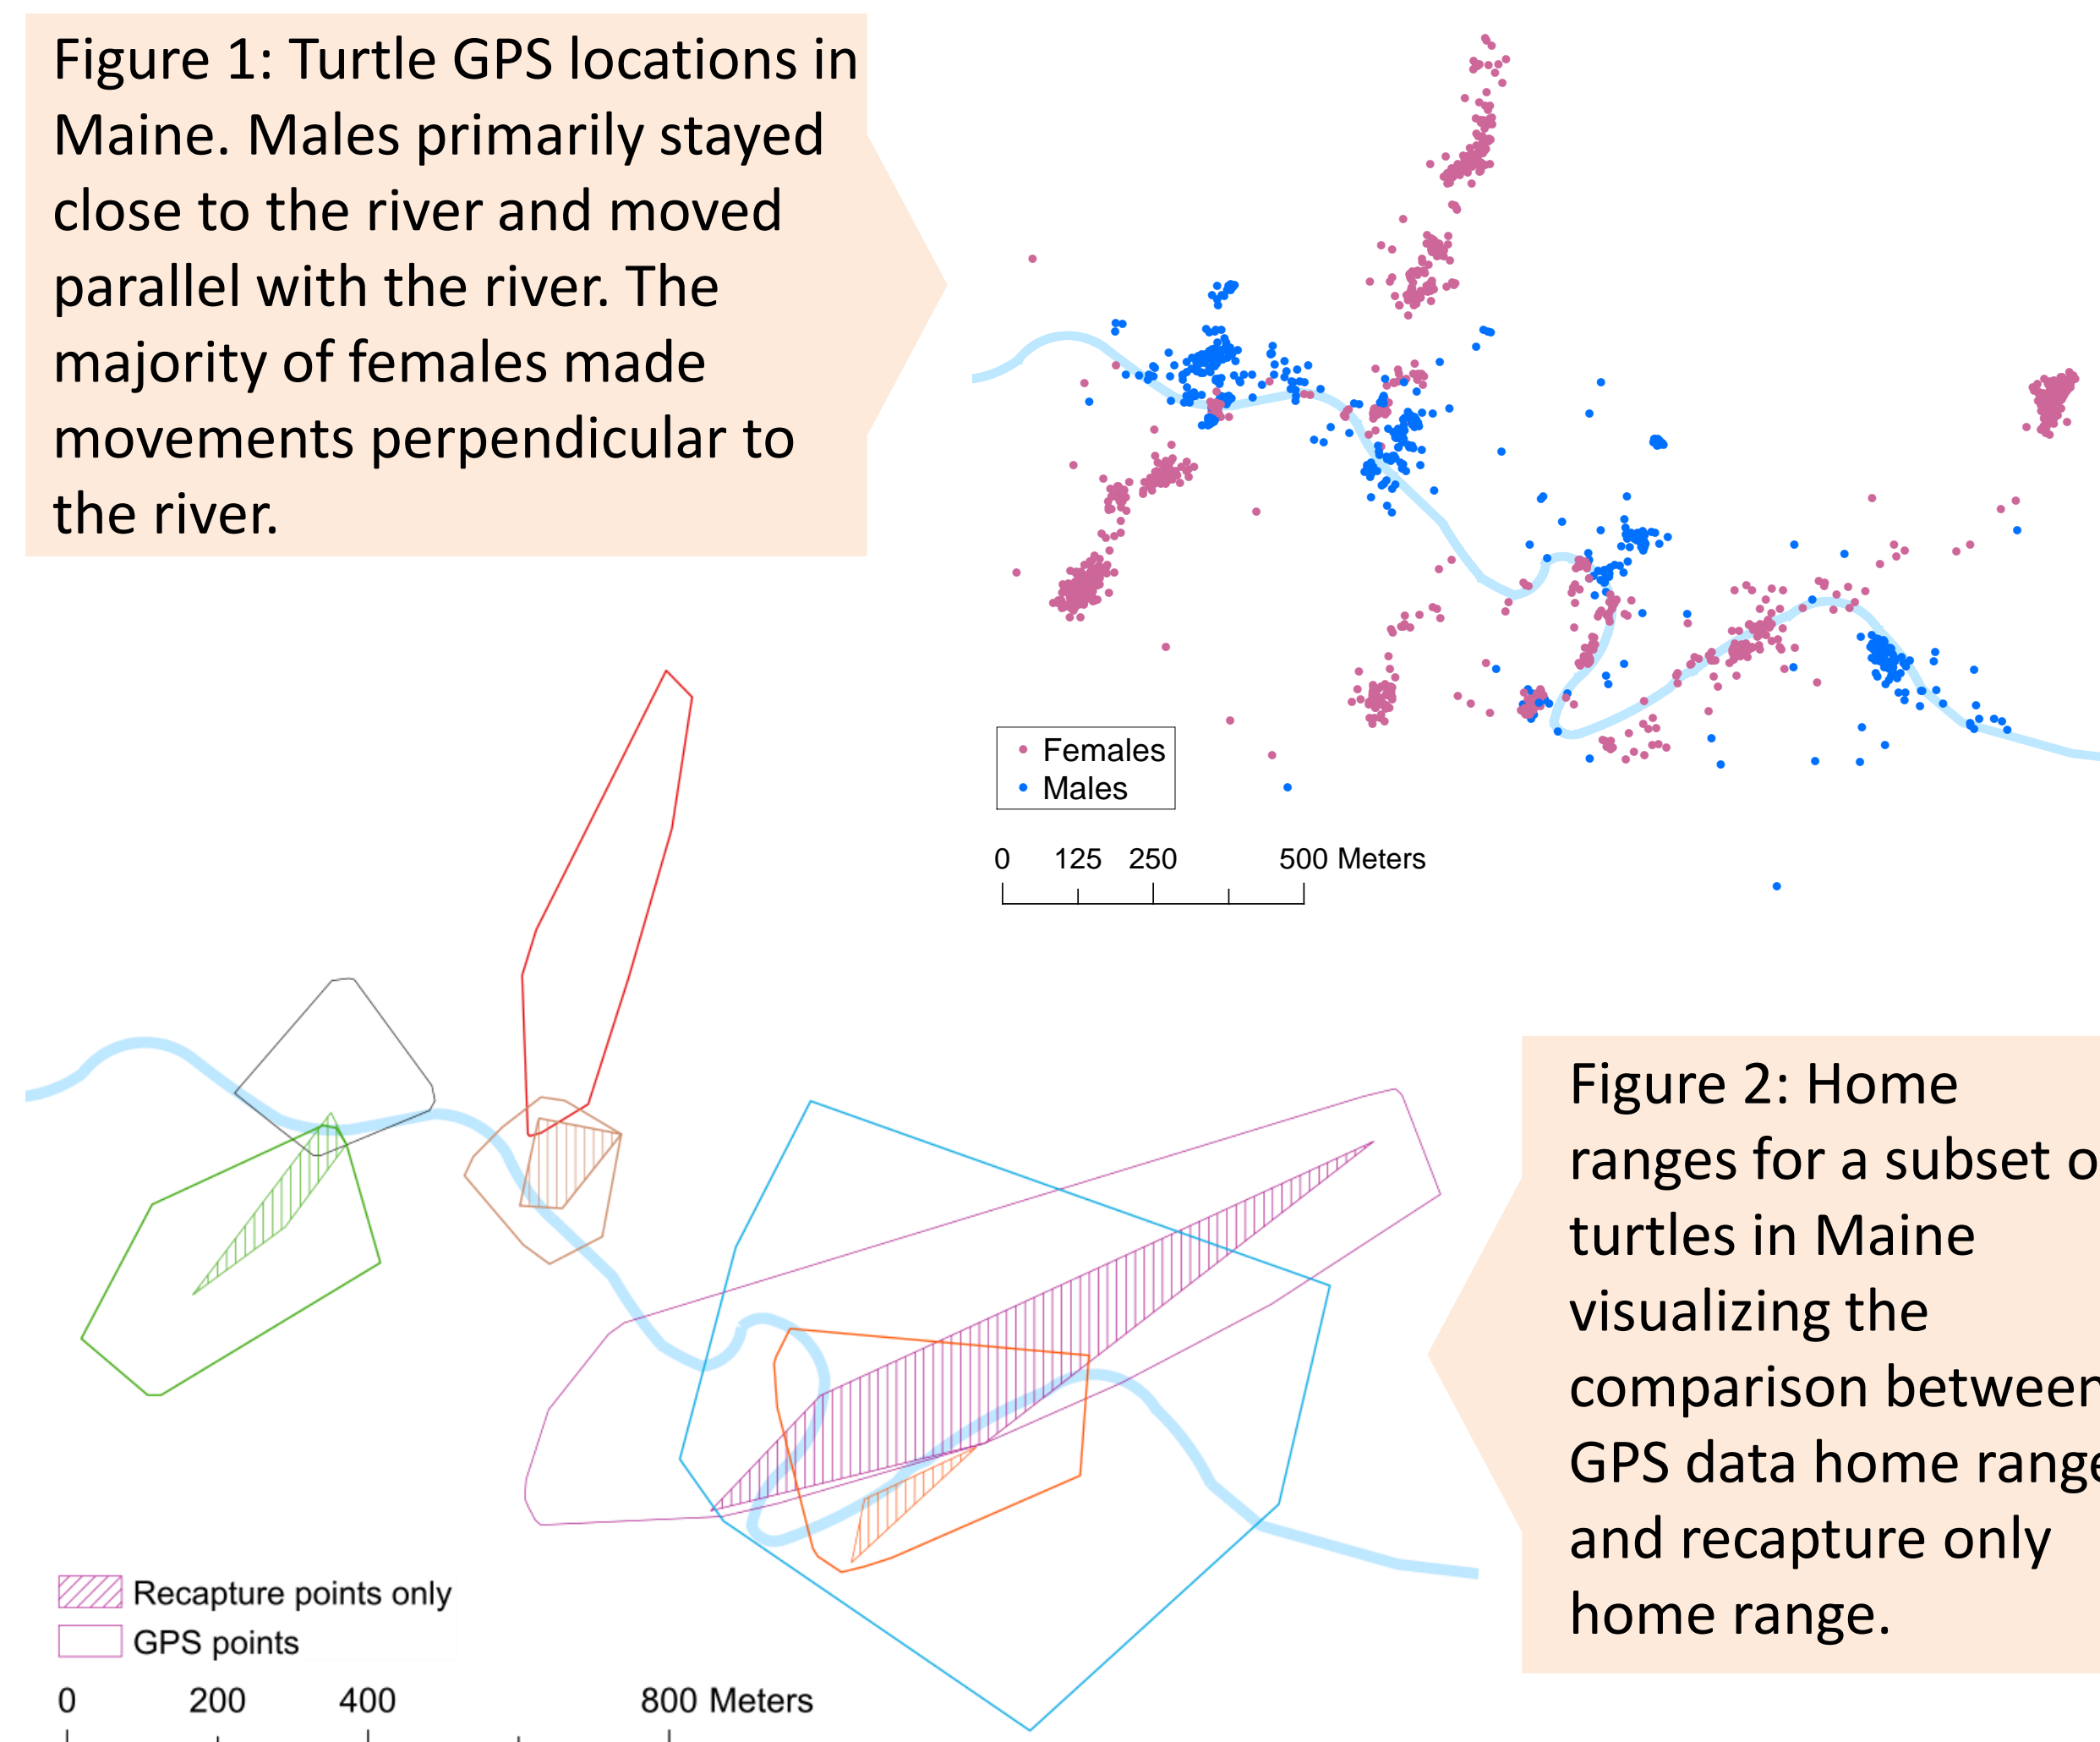 Figure 1: Turtle GPS locations in
Maine. Males primarily stayed
close to the river and moved
parallel with the river. The
majority of females made
movements perpendicular to
the river.
Females
Males
0 125 250 500 Meters
Figure 2: Home
ranges for a subset o
turtles in Maine
visualizing the
comparison between
GPS data home range
and recapture only
home range.
Recapture points only
GPS points
0 200 400 800 Meters